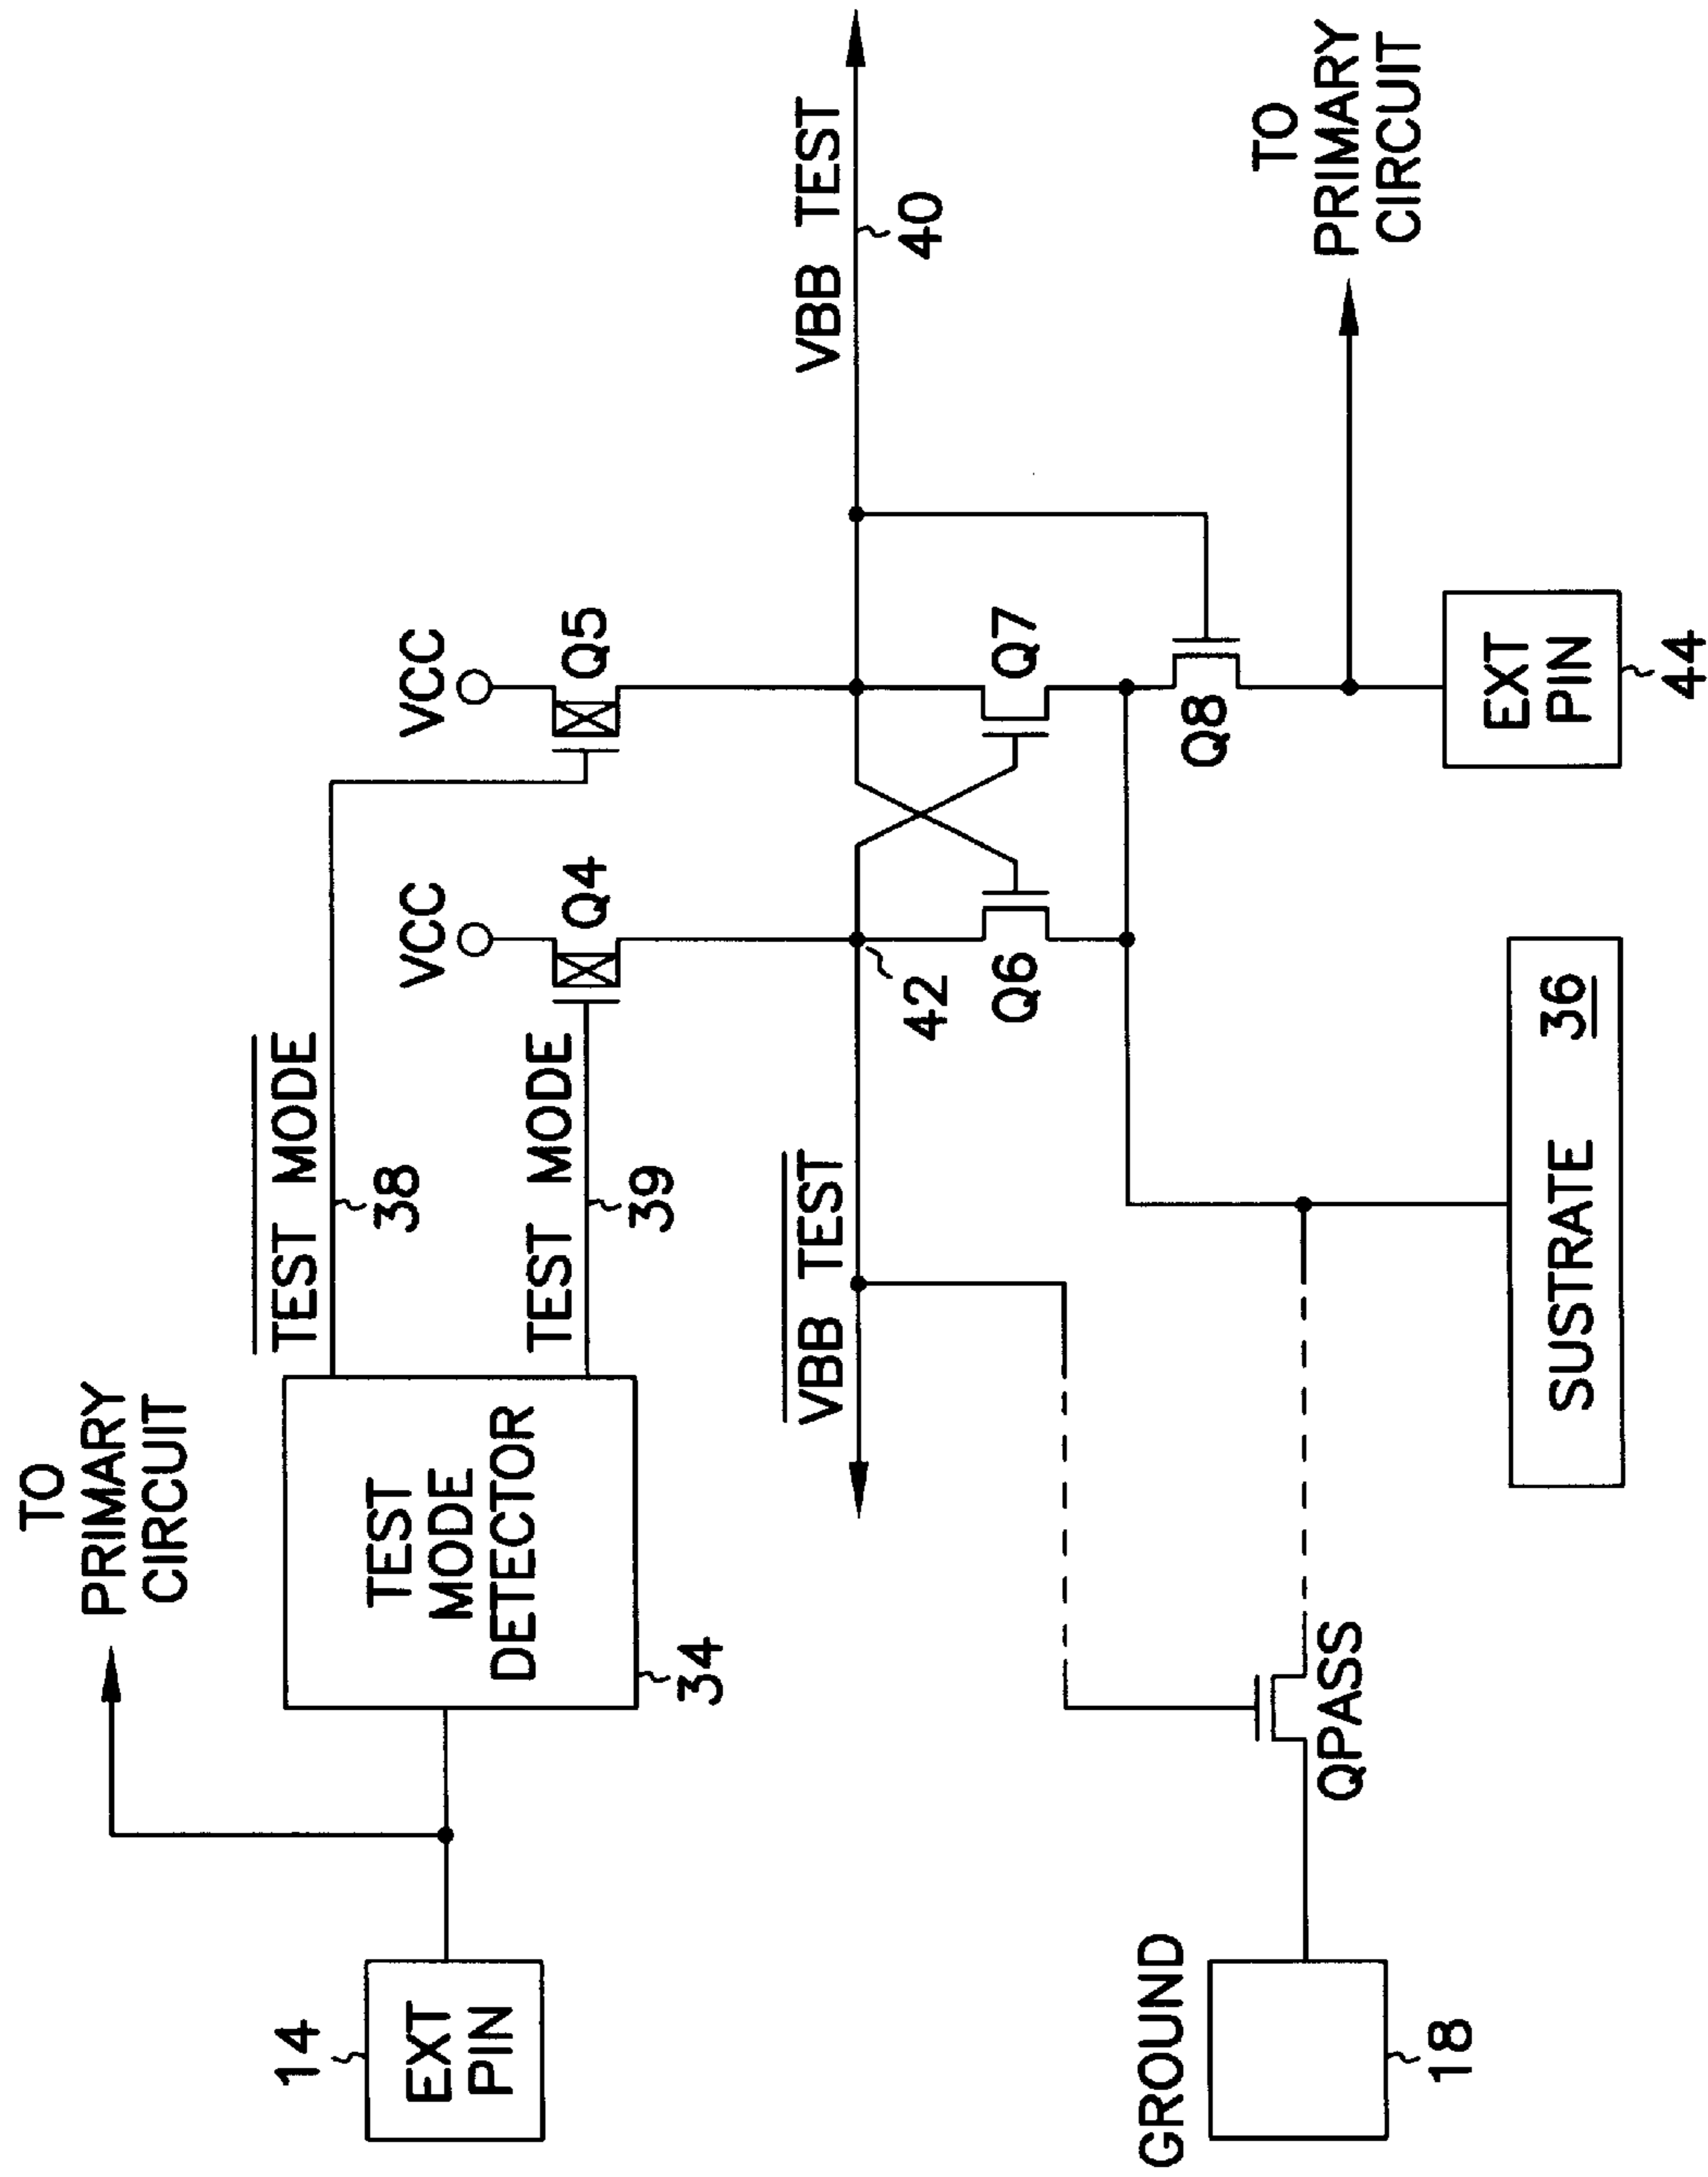 TO
PRIMARY
CIRCUIT
14
EXT
PIN
TEST
MODE
DETECTOR
34
TEST MODE
38
TEST MODE
39
VCC
Q4
VCC
Q5
VBB TEST
42
VBB TEST
40
Q6
Q7
Q8
TO
PRIMARY
CIRCUIT
GROUND
18
QPASS
SUSTRATE 36
EXT
PIN
44